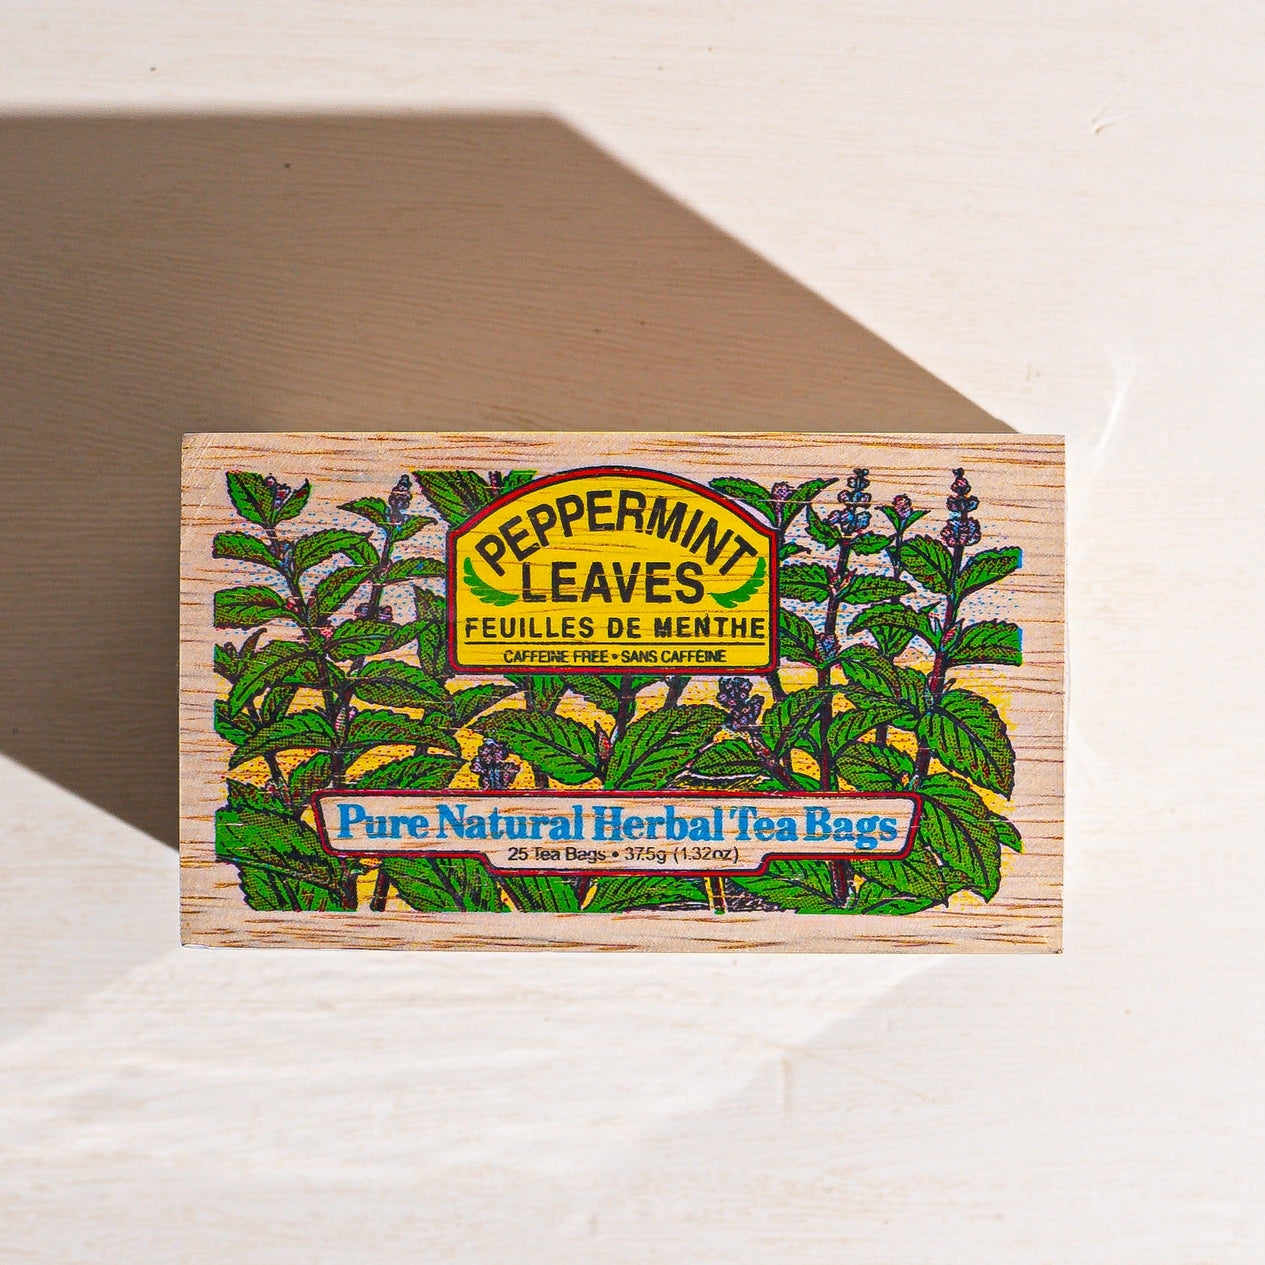 PEPPERMINT
LEAVES
FEUILLES DE MENTHE
CAFFEINE FREE • SANS CAFFEINE
Pure Natural Herbal Tea Bags
25 Tea Bags • 37.5g (1.32oz)